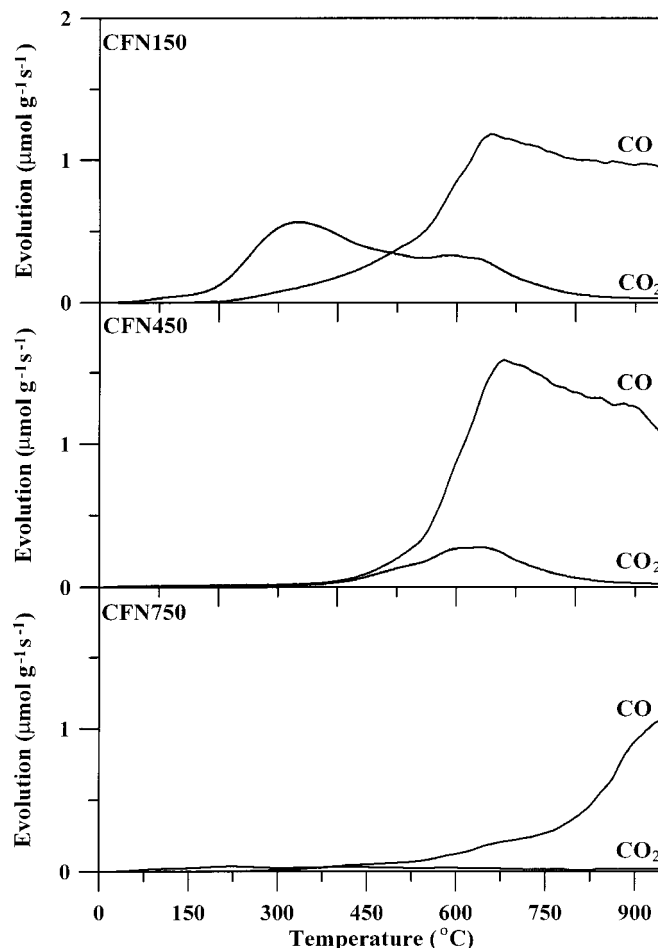 2
CFN150
Evolution (μmol g⁻¹s⁻¹)
CO
1
CO₂
0
CFN450
Evolution (μmol g⁻¹s⁻¹)
CO
1
CO₂
0
CFN750
Evolution (μmol g⁻¹s⁻¹)
CO
1
CO₂
0
0 150 300 450 600 750 900
Temperature (°C)